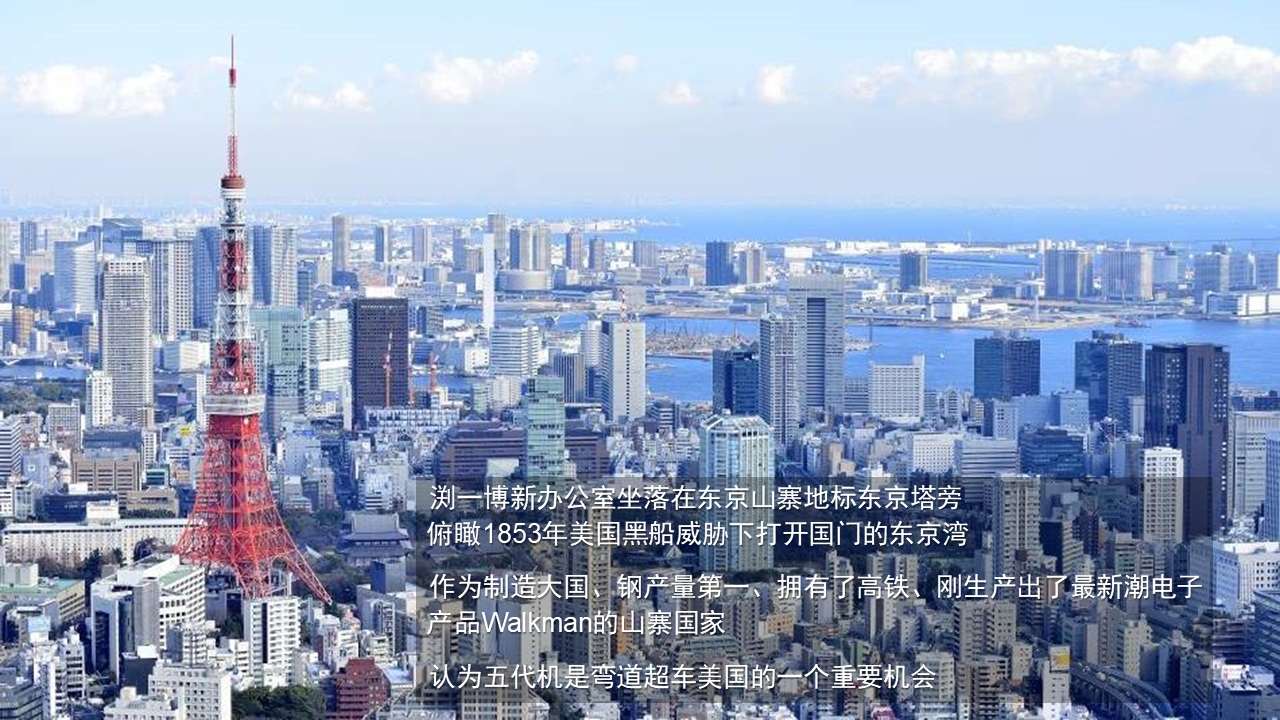 渕一博新办公室坐落在东京山寨地标东京塔旁
俯瞰1853年美国黑船威胁下打开国门的东京湾
作为制造大国、钢产量第一、拥有了高铁、刚生产出了最新潮电子
产品Walkman的山寨国家
认为五代机是弯道超车美国的一个重要机会